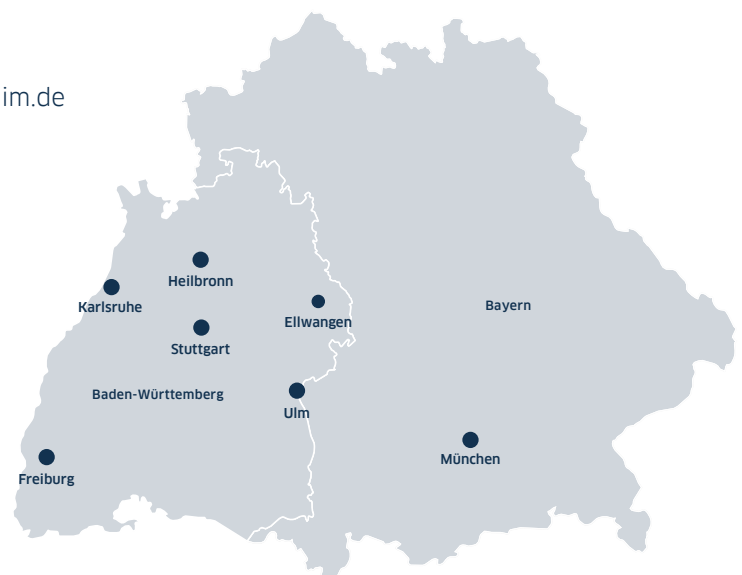 im.de
Heilbronn
Karlsruhe
Bayern
Ellwangen
Stuttgart
Baden-Württemberg
Ulm
München
Freiburg